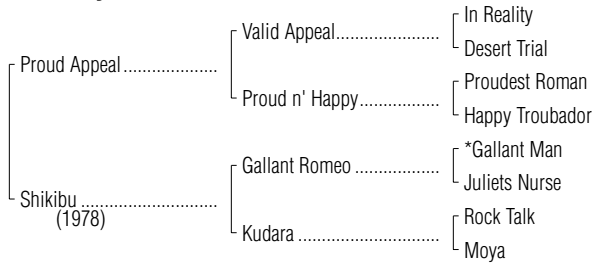 In Reality
Valid Appeal....................
Desert Trial
Proud Appeal...................
Proudest Roman
Proud n' Happy...............
Happy Troubador
*Gallant Man
Gallant Romeo ................
Juliets Nurse
Shikibu ...........................
(1978)
Rock Talk
Kudara ...........................
Moya